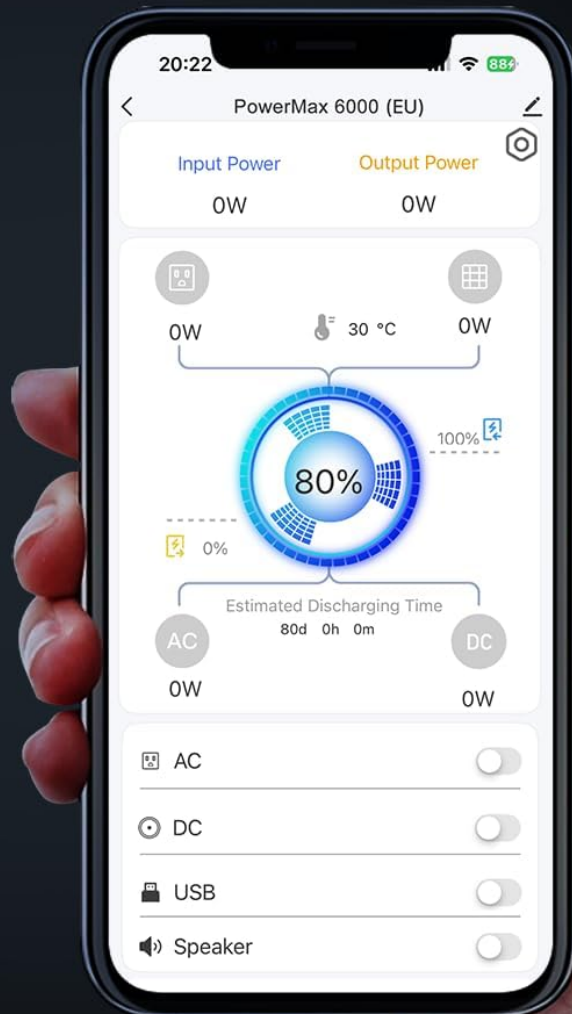 20:22
88
PowerMax 6000 (EU)
Input Power
Output Power
0W
0W
0W
30 °C
0W
100%
80%
0%
Estimated Discharging Time
80d 0h 0m
AC
DC
0W
0W
AC
DC
USB
Speaker